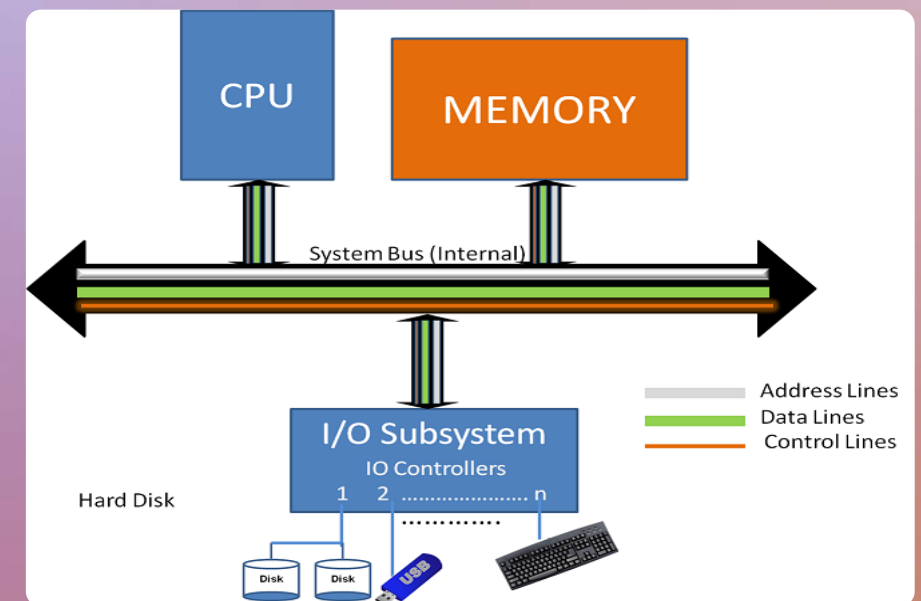 CPU
MEMORY
System Bus (Internal)
Address Lines
Data Lines
Control Lines
I/O Subsystem
IO Controllers
1 2 ...................... n
.............
Hard Disk
Disk
Disk
USB